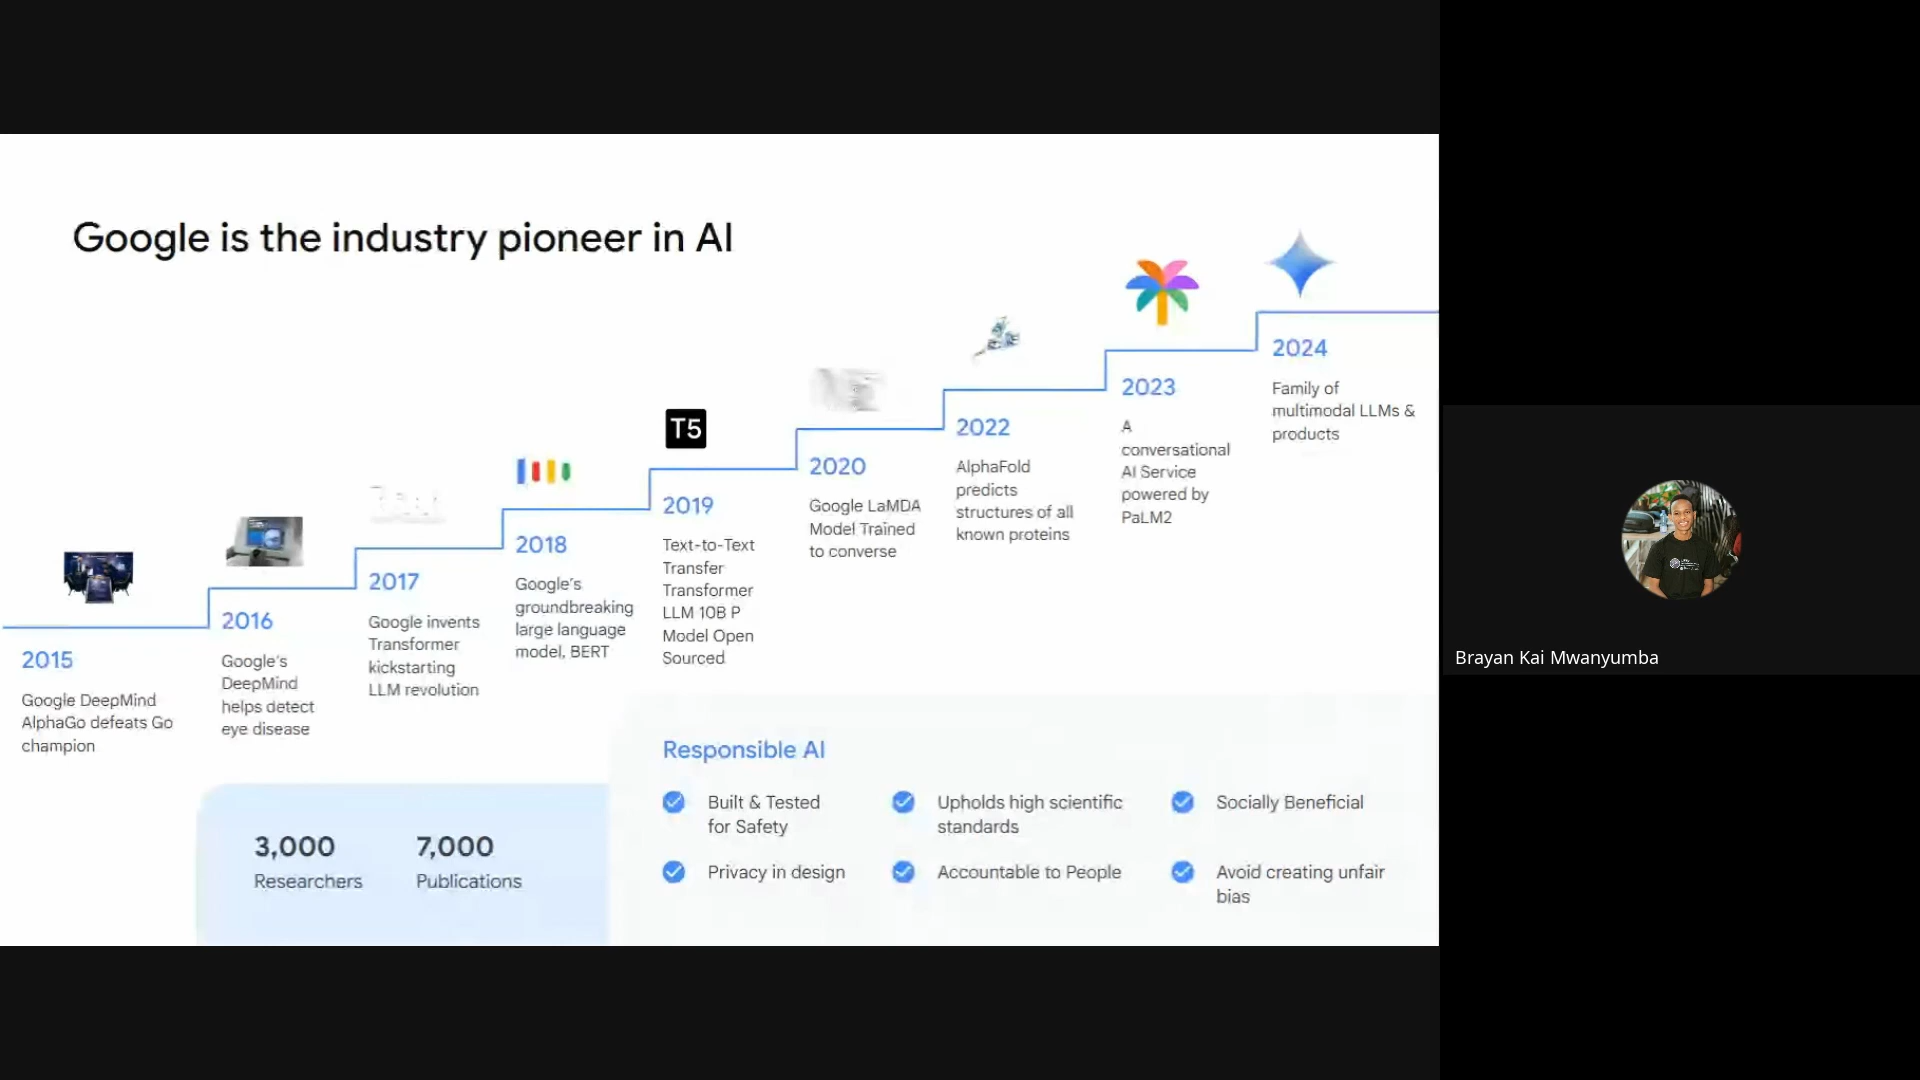 Google is the industry pioneer in AI
2015
Google DeepMind
AlphaGo defeats Go
champion
2016
Google's
DeepMind
helps detect
eye disease
2017
Google invents
Transformer
kickstarting
LLM revolution
2018
Google's
groundbreaking
large language
model, BERT
T5
2019
Text-to-Text
Transfer
Transformer
LLM 10B P
Model Open
Sourced
2020
Google LaMDA
Model Trained
to converse
2022
AlphaFold
predicts
structures of all
known proteins
2023
A
conversational
AI Service
powered by
PaLM2
2024
Family of
multimodal LLMs &
products
3,000
Researchers
7,000
Publications
Responsible AI
Built & Tested
for Safety
Upholds high scientific
standards
Socially Beneficial
Privacy in design
Accountable to People
Avoid creating unfair
bias
Brayan Kai Mwanyumba